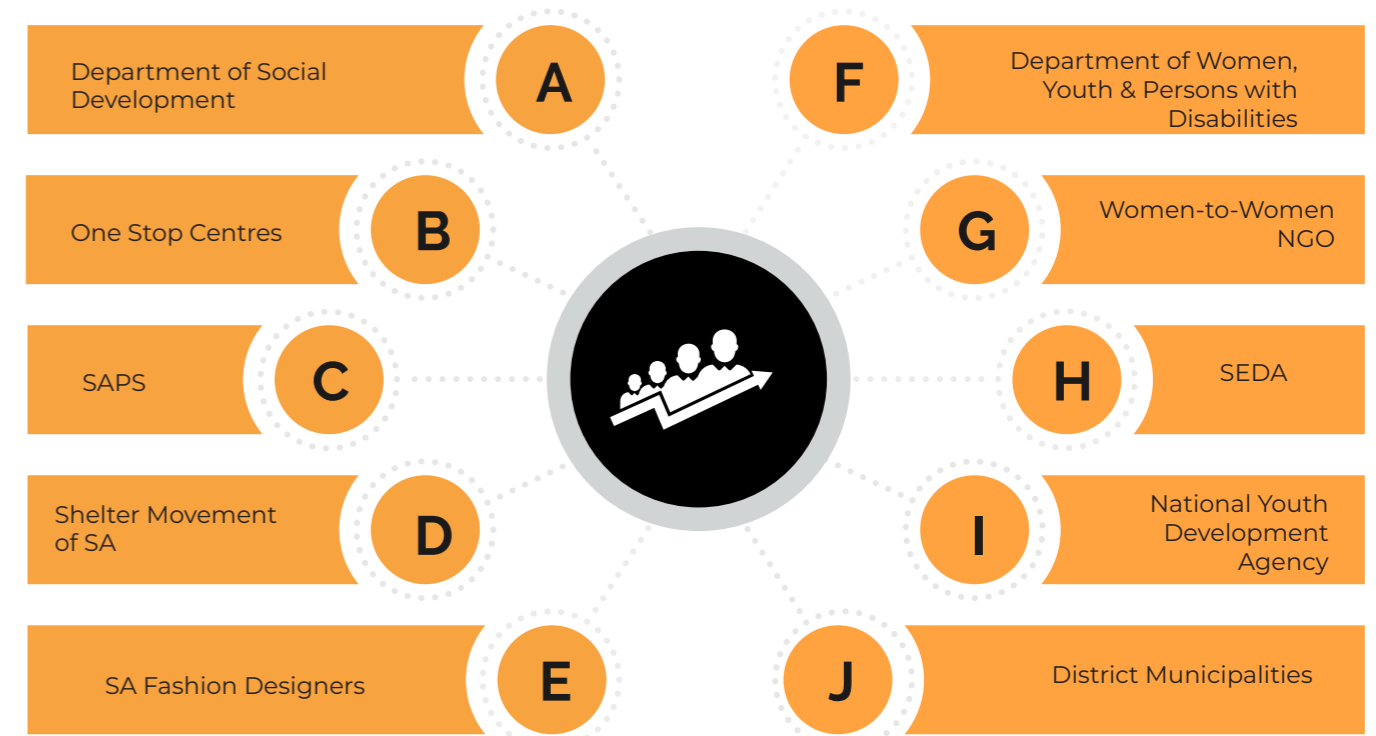 Department of Social
Development
A
One Stop Centres
B
SAPS
C
Shelter Movement
of SA
D
SA Fashion Designers
E
F
Department of Women,
Youth & Persons with
Disabilities
G
Women-to-Women
NGO
H
SEDA
I
National Youth
Development
Agency
J
District Municipalities